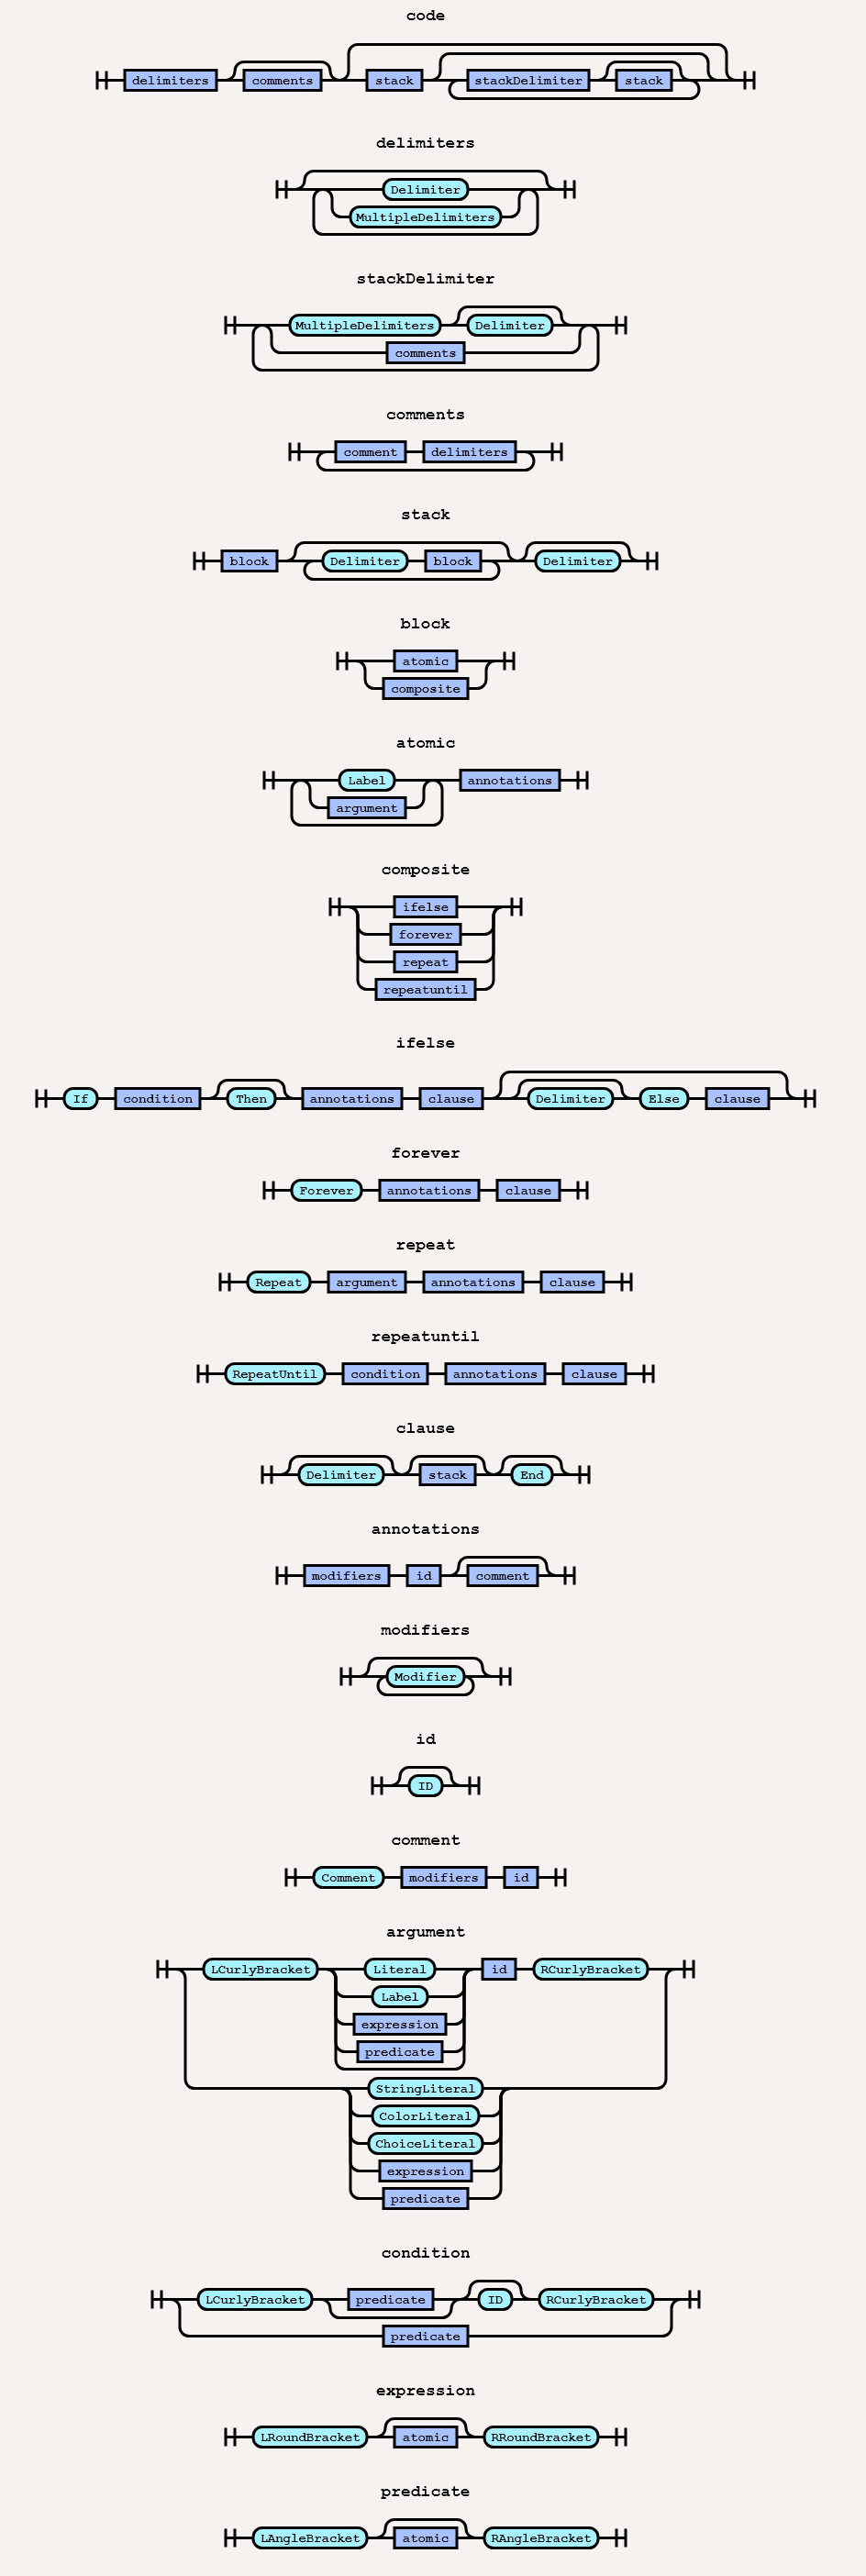 code
delimiters comments stack stackDelimiter stack
delimiters
Delimiter
MultipleDelimiters
stackDelimiter
MultipleDelimiters Delimiter
comments
comments
comment delimiters
stack
block Delimiter block Delimiter
block
atomic
composite
atomic
Label annotations
argument
composite
ifelse
forever
repeat
repeatuntil
ifelse
If condition Then annotations clause Delimiter Else clause
forever
Forever annotations clause
repeat
Repeat argument annotations clause
repeatuntil
RepeatUntil condition annotations clause
clause
Delimiter stack End
annotations
modifiers id comment
modifiers
Modifier
id
ID
comment
Comment modifiers id
argument
LCurlyBracket Literal id RCurlyBracket
Label
expression
predicate
StringLiteral
ColorLiteral
ChoiceLiteral
expression
predicate
condition
LCurlyBracket predicate ID RCurlyBracket
predicate
expression
LRoundBracket atomic RRoundBracket
predicate
LAngleBracket atomic RAngleBracket